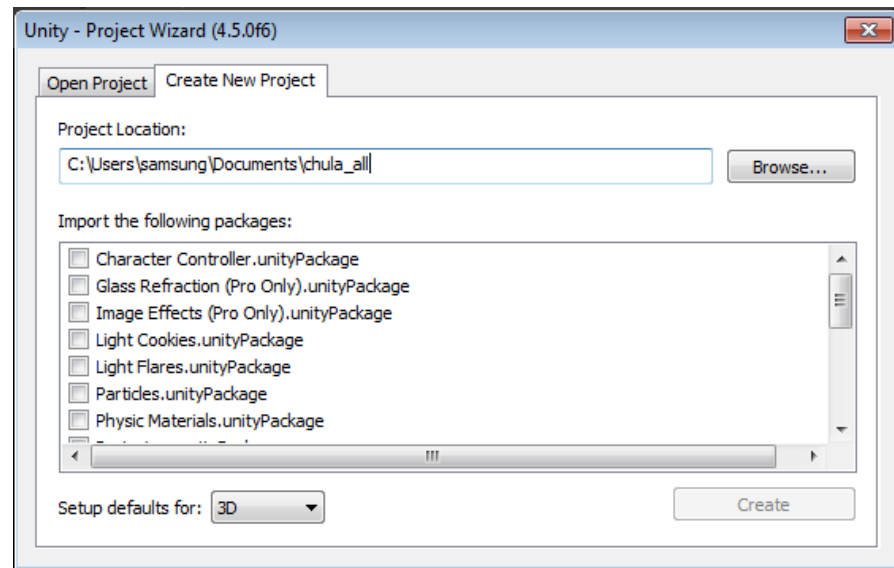 Unity - Project Wizard (4.5.0f6)
Open Project
Create New Project
Project Location:
C:\Users\samsung\Documents\chula_all
Browse...
Import the following packages:
Character Controller.unityPackage
Glass Refraction (Pro Only).unityPackage
Image Effects (Pro Only).unityPackage
Light Cookies.unityPackage
Light Flares.unityPackage
Particles.unityPackage
Physic Materials.unityPackage
Setup defaults for: 3D
Create